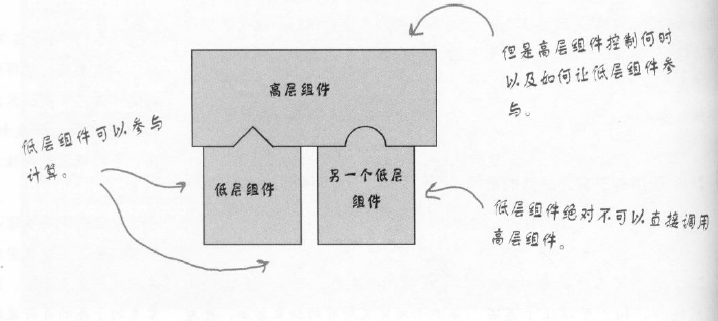 但是高层组件控制何时
以及如何让低层组件参
与。
高层组件
低层组件可以参与
计算。
低层组件
另一个低层
组件
低层组件绝对不可以直接调用
高层组件。